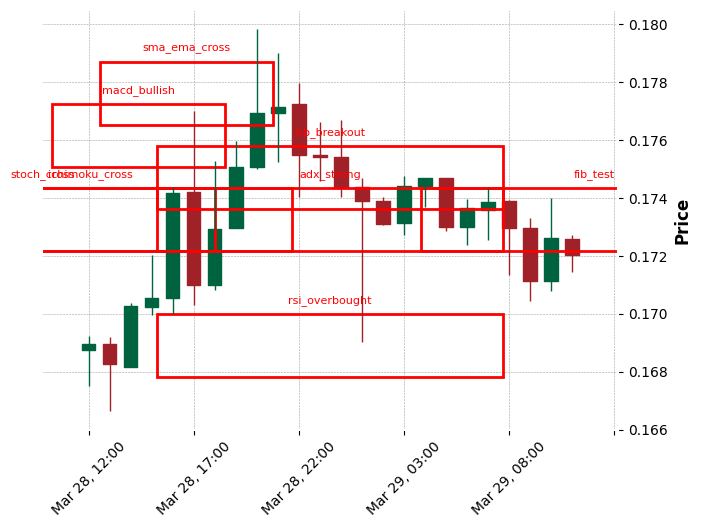 0.180
sma_ema_cross
0.178
macd_bullish
0.176
b_breakout
stoch_cross
ichimoku_cross
adx_strong
fib_test
0.174
Price
0.172
rsi_overbought
0.170
0.168
0.166
Mar 28, 12:00
Mar 28, 17:00
Mar 28, 22:00
Mar 29, 03:00
Mar 29, 08:00